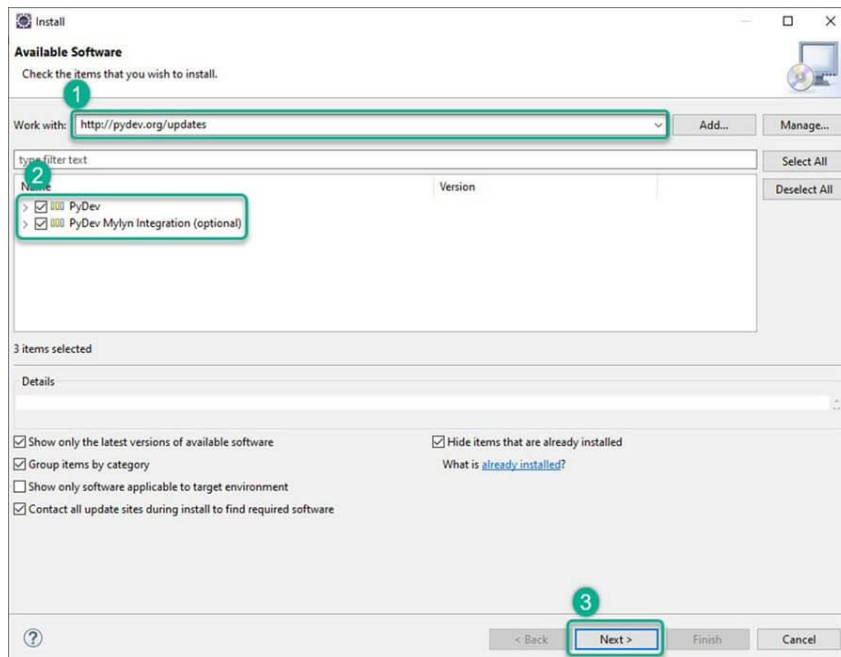 Install
Available Software
Check the items that you wish to install.
1
Work with: http://pydev.org/updates Add... Manage...
type filter text Select All
2
Name Version Deselect All
PyDev
PyDev Mylyn Integration (optional)
3 items selected
Details
Show only the latest versions of available software Hide items that are already installed
Group items by category What is already installed?
Show only software applicable to target environment
Contact all update sites during install to find required software
3
? < Back Next > Finish Cancel